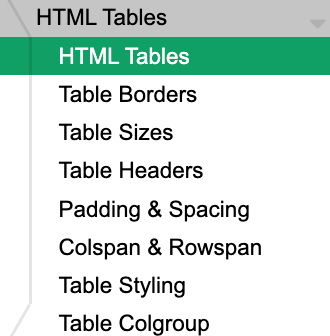 HTML Tables
HTML Tables
Table Borders
Table Sizes
Table Headers
Padding & Spacing
Colspan & Rowspan
Table Styling
Table Colgroup